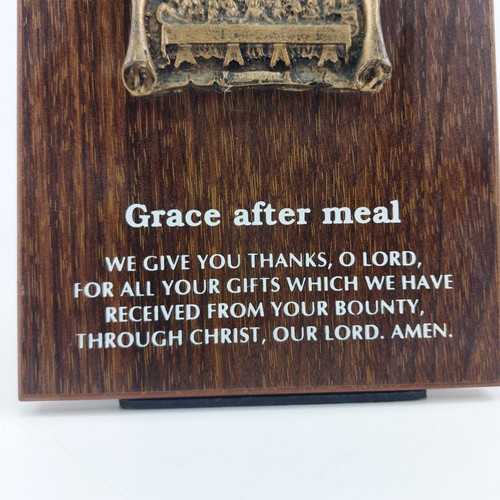 Grace after meal
WE GIVE YOU THANKS, O LORD,
FOR ALL YOUR GIFTS WHICH WE HAVE
RECEIVED FROM YOUR BOUNTY,
THROUGH CHRIST, OUR LORD. AMEN.